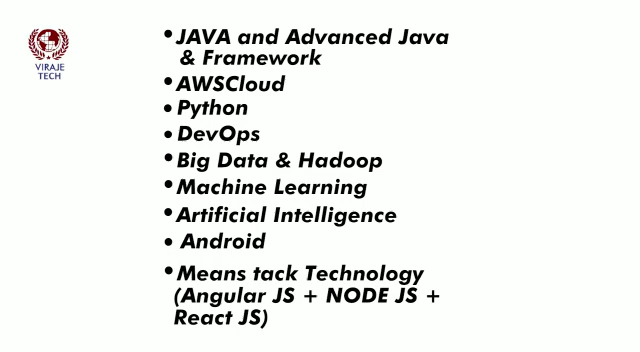 VIRAJE
TECH
•JAVA and Advanced Java
& Framework
•AWSCloud
•Python
•DevOps
•Big Data & Hadoop
•Machine Learning
•Artificial Intelligence
• Android
•Means tack Technology
(Angular JS + NODE JS +
React JS)